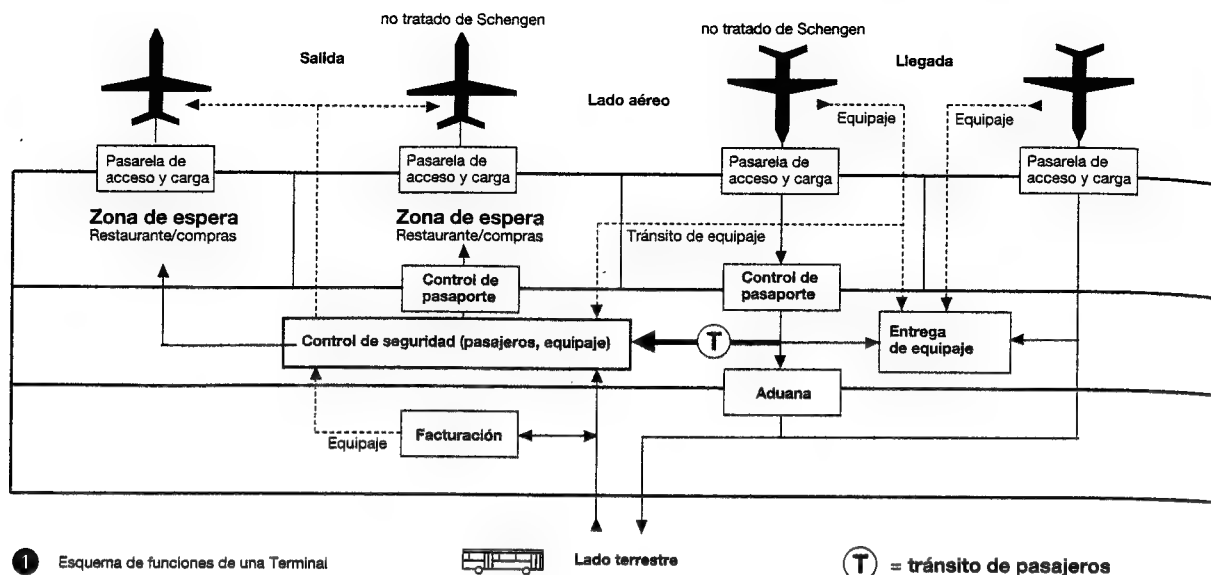 no tratado de Schengen
no tratado de Schengen
Salida
Llegada
Lado aéreo
Equipaje
Equipaje
Pasarela de
acceso y carga
Pasarela de
acceso y carga
Pasarela de
acceso y carga
Pasarela de
acceso y carga
Zona de espera
Restaurante/compras
Zona de espera
Restaurante/compras
Tránsito de equipaje
Control de
pasaporte
Control de
pasaporte
Control de seguridad (pasajeros, equipaje)
T
Entrega
de equipaje
Aduana
Equipaje
Facturación
1 Esquema de funciones de una Terminal
Lado terrestre
T = tránsito de pasajeros